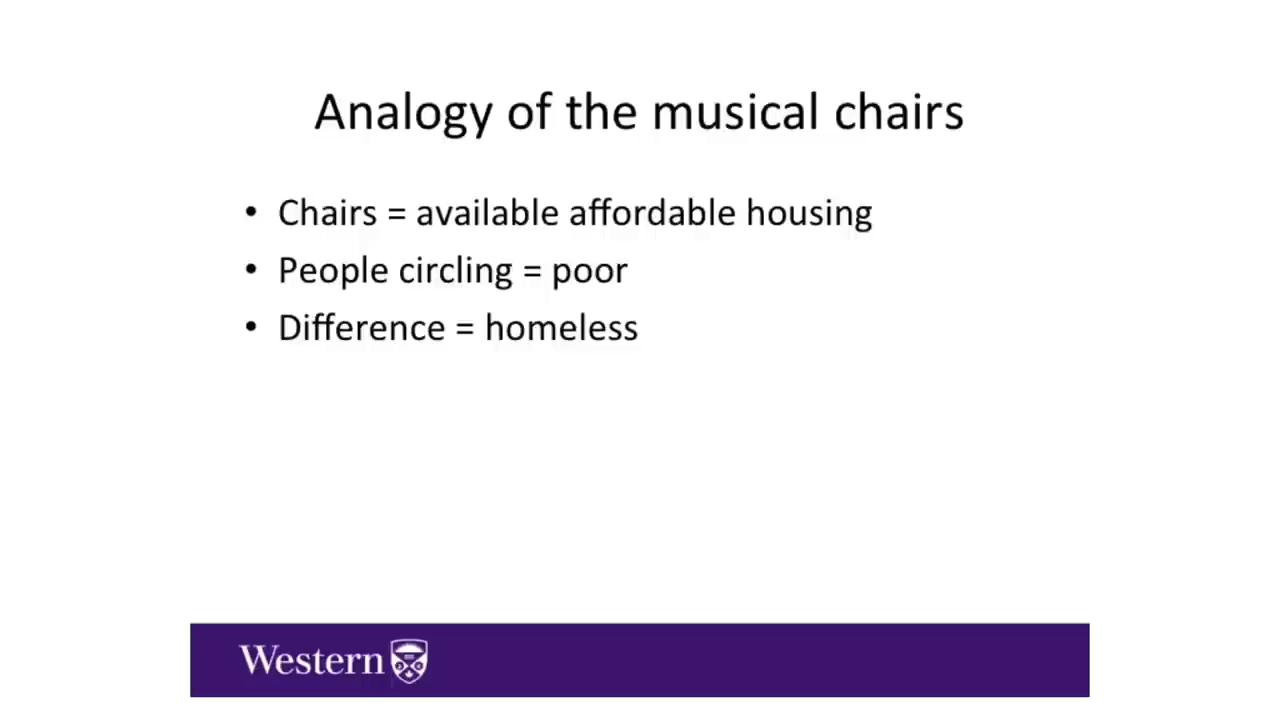 Analogy of the musical chairs
• Chairs = available affordable housing
• People circling = poor
• Difference = homeless
Western